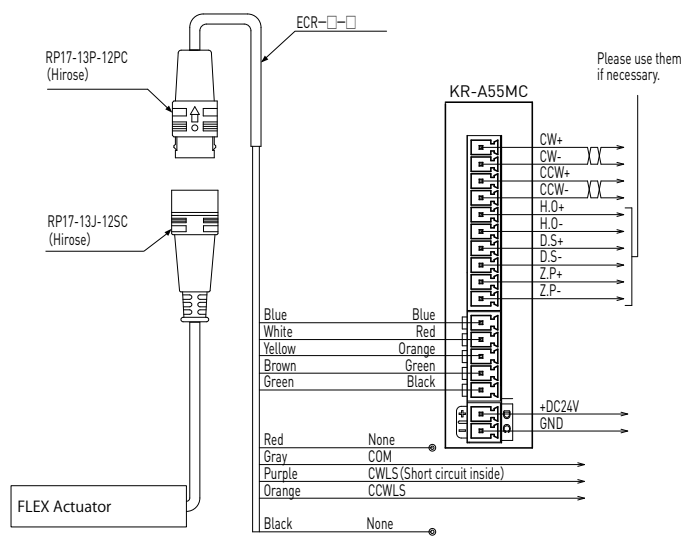 ECR-□-□
RP17-13P-12PC
(Hirose)
Please use them
if necessary.
KR-A55MC
CW+
CW-
CCW+
CCW-
H.O+
H.O-
D.S+
D.S-
Z.P+
Z.P-
RP17-13J-12SC
(Hirose)
Blue Blue
White Red
Yellow Orange
Brown Green
Green Black
+ +DC24V
- GND
Red None
Gray COM
Purple CWLS(Short circuit inside)
Orange CCWLS
FLEX Actuator
Black None